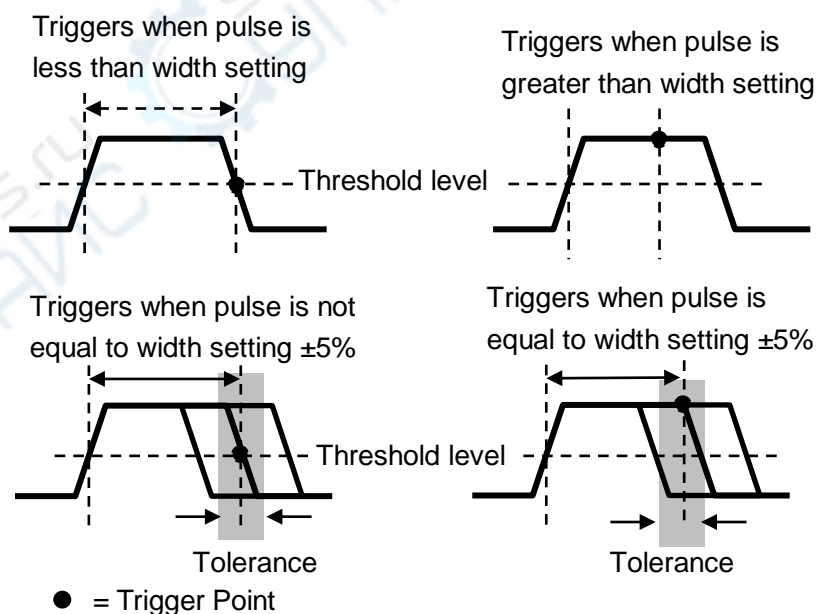 Triggers when pulse is
less than width setting
Triggers when pulse is
greater than width setting
Threshold level
Triggers when pulse is not
equal to width setting ±5%
Triggers when pulse is
equal to width setting ±5%
Threshold level
Tolerance
Tolerance
= Trigger Point